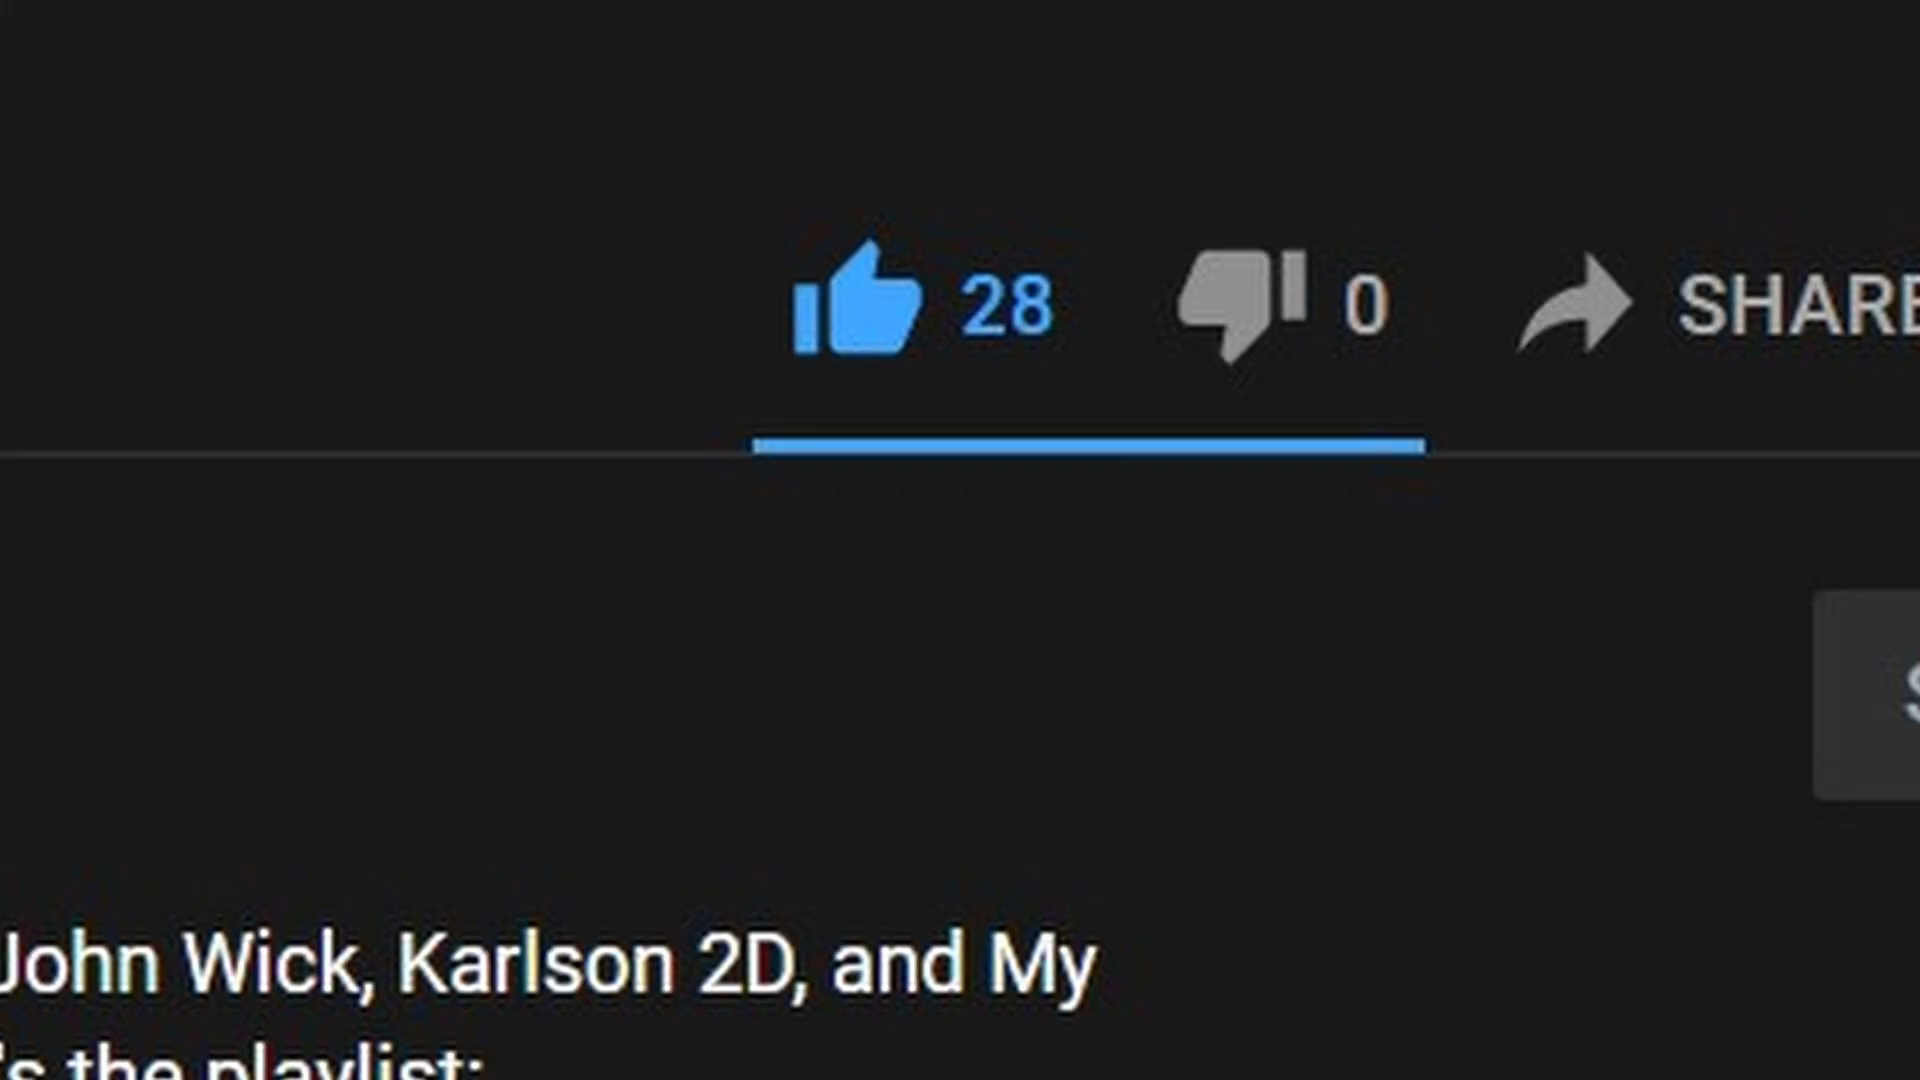 28 0 SHARE
John Wick, Karlson 2D, and My
's the playlist: